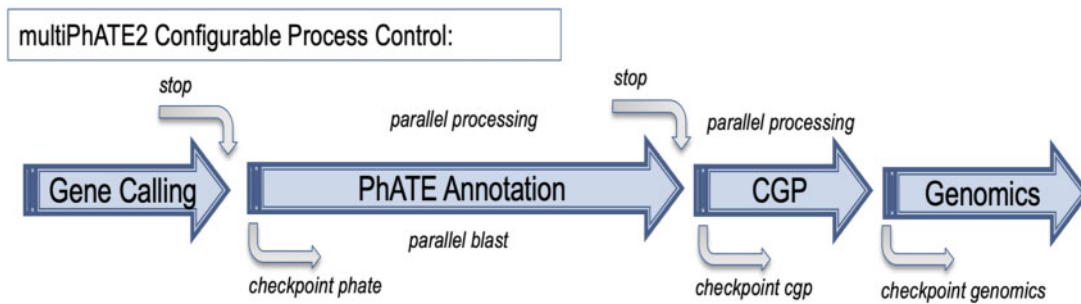 multiPhATE2 Configurable Process Control:
stop
stop
parallel processing
parallel processing
Gene Calling
PhATE Annotation
CGP
Genomics
parallel blast
checkpoint phate
checkpoint cgp
checkpoint genomics